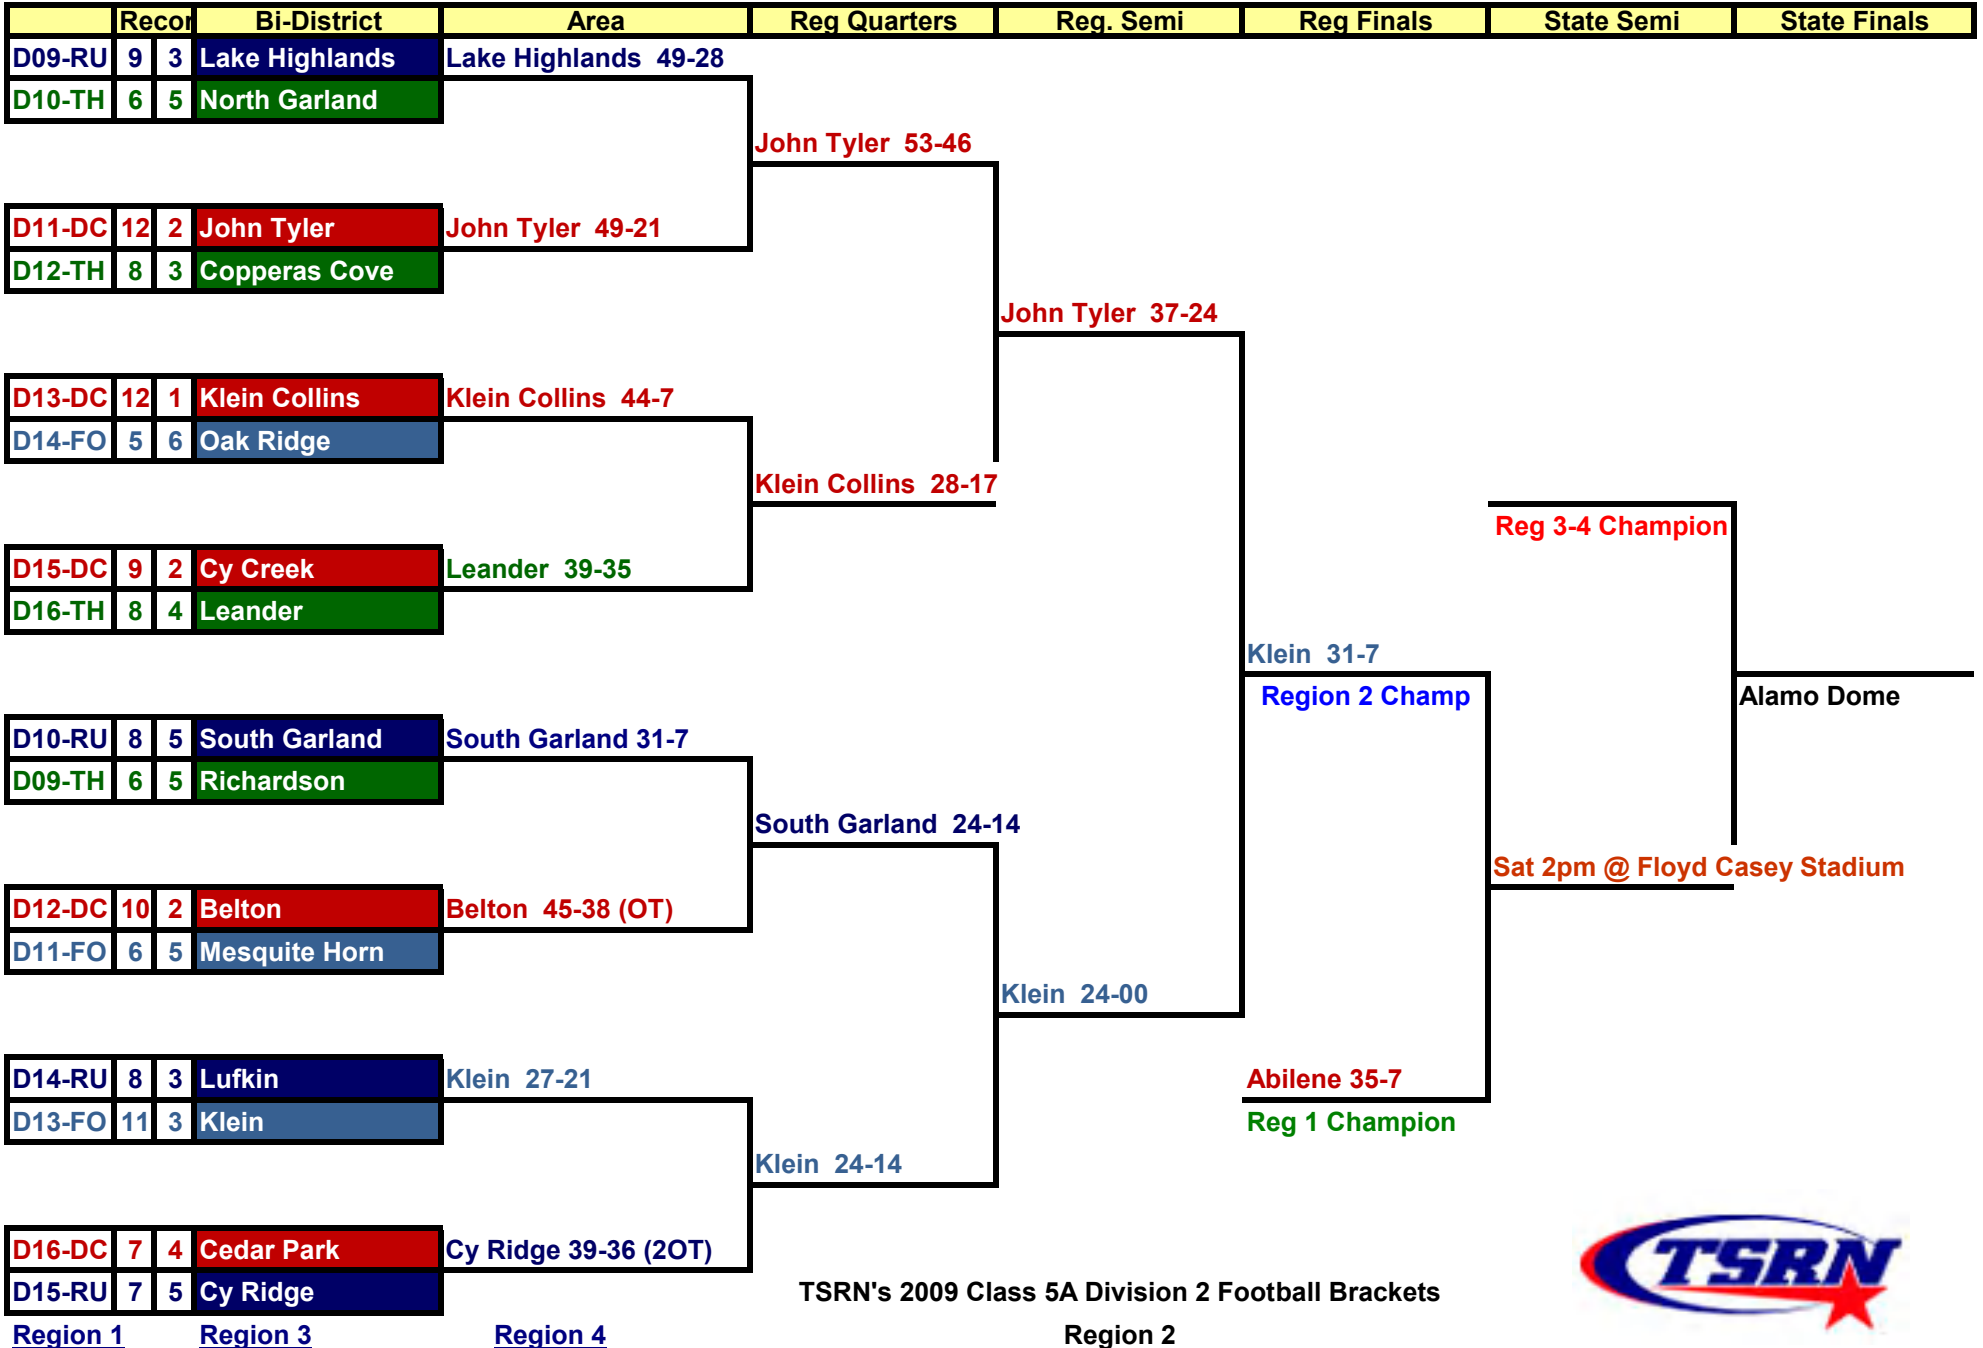 Recor Bi-District Area Reg Quarters Reg. Semi Reg Finals State Semi State Finals
D09-RU 9 3 Lake Highlands Lake Highlands 49-28
D10-TH 6 5 North Garland
John Tyler 53-46
D11-DC 12 2 John Tyler John Tyler 49-21
D12-TH 8 3 Copperas Cove
John Tyler 37-24
D13-DC 12 1 Klein Collins Klein Collins 44-7
D14-FO 5 6 Oak Ridge
Klein Collins 28-17
Reg 3-4 Champion
D15-DC 9 2 Cy Creek Leander 39-35
D16-TH 8 4 Leander
Klein 31-7
Region 2 Champ Alamo Dome
D10-RU 8 5 South Garland South Garland 31-7
D09-TH 6 5 Richardson
South Garland 24-14
Sat 2pm @ Floyd Casey Stadium
D12-DC 10 2 Belton Belton 45-38 (OT)
D11-FO 6 5 Mesquite Horn
Klein 24-00
D14-RU 8 3 Lufkin Klein 27-21 Abilene 35-7
D13-FO 11 3 Klein Reg 1 Champion
Klein 24-14
D16-DC 7 4 Cedar Park Cy Ridge 39-36 (2OT)
TSRN
D15-RU 7 5 Cy Ridge TSRN's 2009 Class 5A Division 2 Football Brackets
Region 1 Region 3 Region 4 Region 2